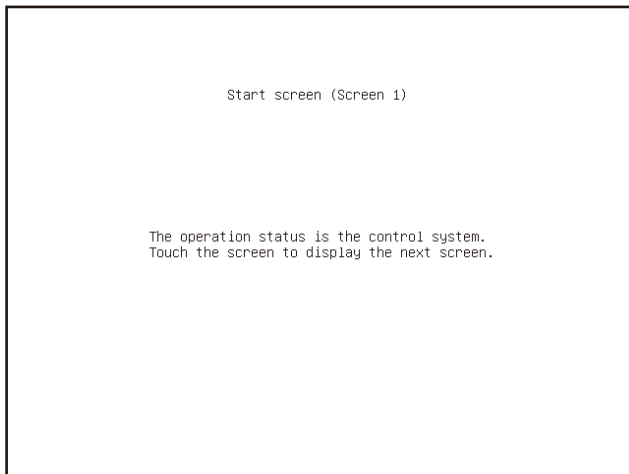 Start screen (Screen 1)
The operation status is the control system.
Touch the screen to display the next screen.